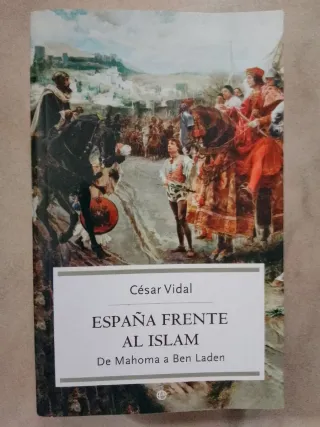 César Vidal
ESPAÑA FRENTE
AL ISLAM
De Mahoma a Ben Laden